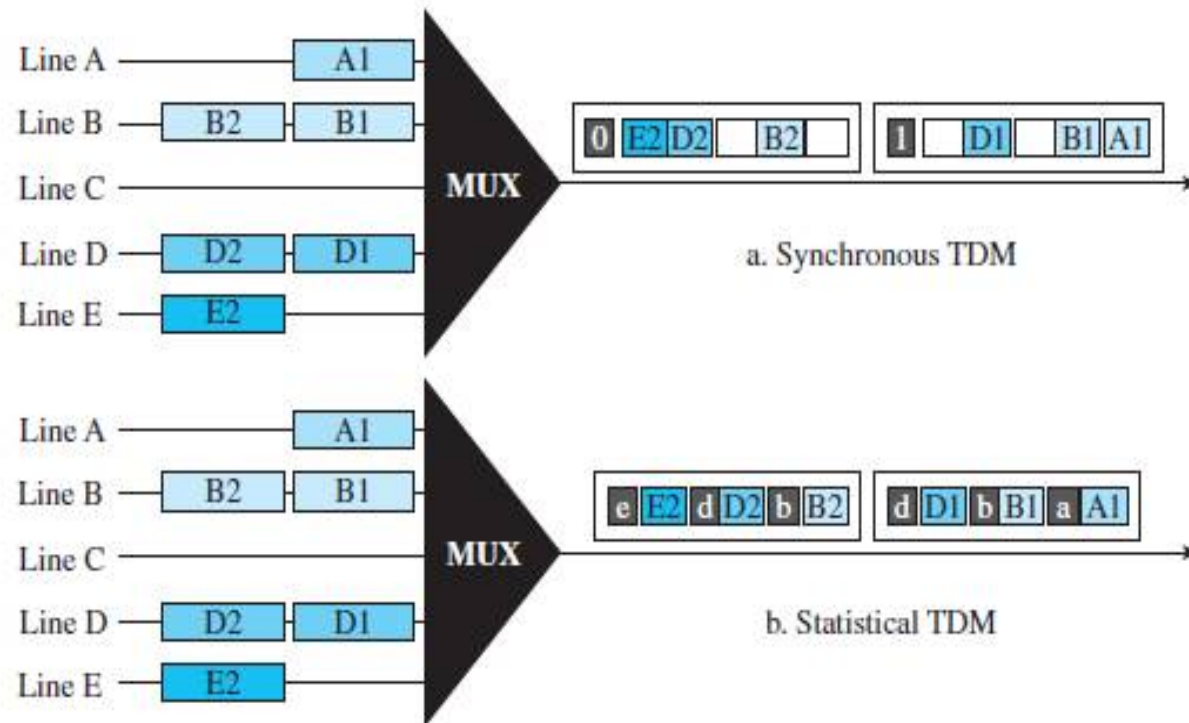 Line A A1
Line B B2 B1
Line C
Line D D2 D1
Line E E2
MUX
0 E2 D2 B2 1 D1 B1 A1
a. Synchronous TDM
Line A A1
Line B B2 B1
Line C
Line D D2 D1
Line E E2
MUX
e E2 d D2 b B2 d D1 b B1 a A1
b. Statistical TDM